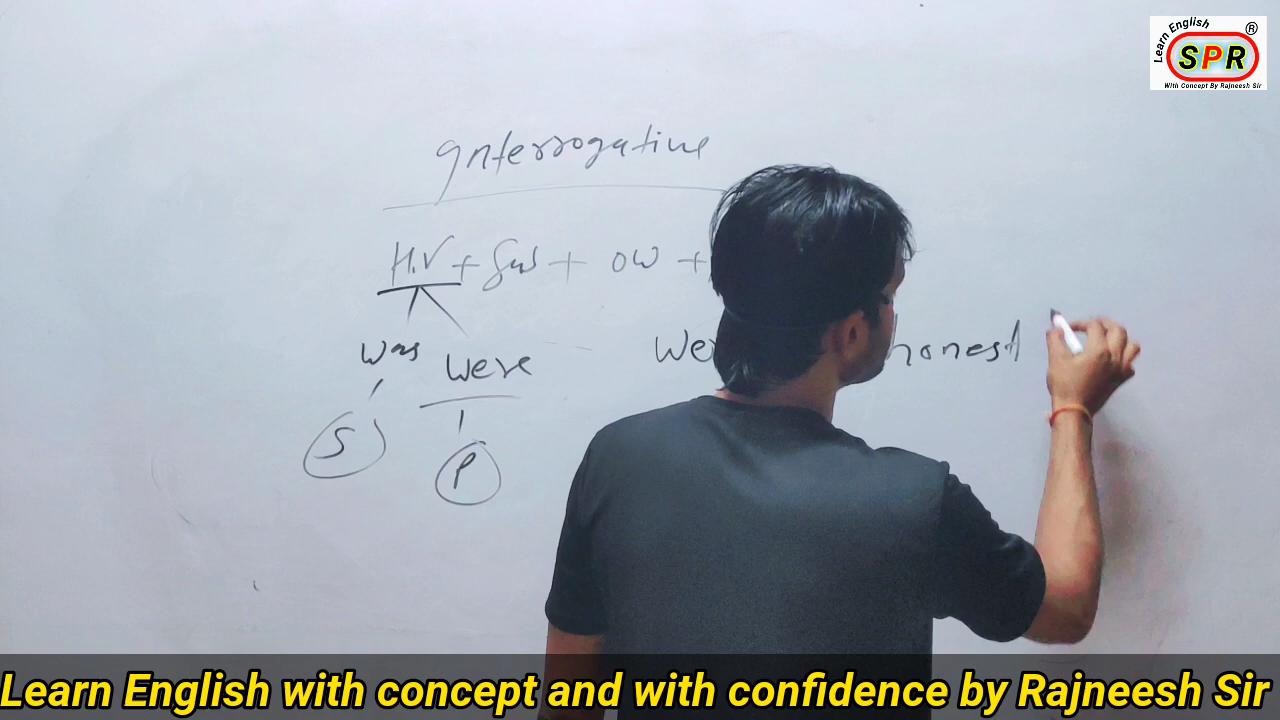 Learn English
SPR®
With Concept By Rajneesh Sir
Interrogative
H.V + Sub + OW +
was were
honest
S
P
Learn English with concept and with confidence by Rajneesh Sir